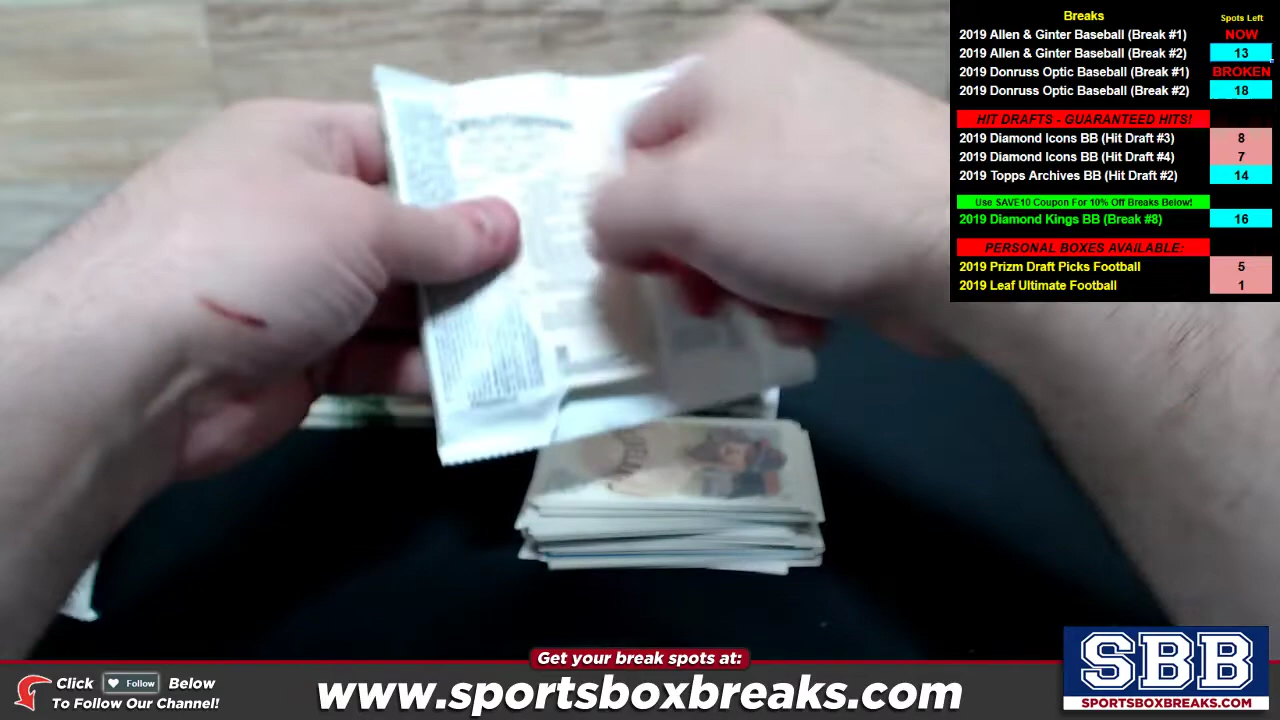 Breaks Spots Left
2019 Allen & Ginter Baseball (Break #1) NOW
2019 Allen & Ginter Baseball (Break #2) 13
2019 Donruss Optic Baseball (Break #1) BROKEN
2019 Donruss Optic Baseball (Break #2) 18
HIT DRAFTS - GUARANTEED HITS!
2019 Diamond Icons BB (Hit Draft #3) 8
2019 Diamond Icons BB (Hit Draft #4) 7
2019 Topps Archives BB (Hit Draft #2) 14
Use SAVE10 Coupon For 10% Off Breaks Below!
2019 Diamond Kings BB (Break #8) 16
PERSONAL BOXES AVAILABLE:
2019 Prizm Draft Picks Football 5
2019 Leaf Ultimate Football 1
Get your break spots at:
Click Follow Below
To Follow Our Channel!
www.sportsboxbreaks.com
SBB
SPORTSBOXBREAKS.COM